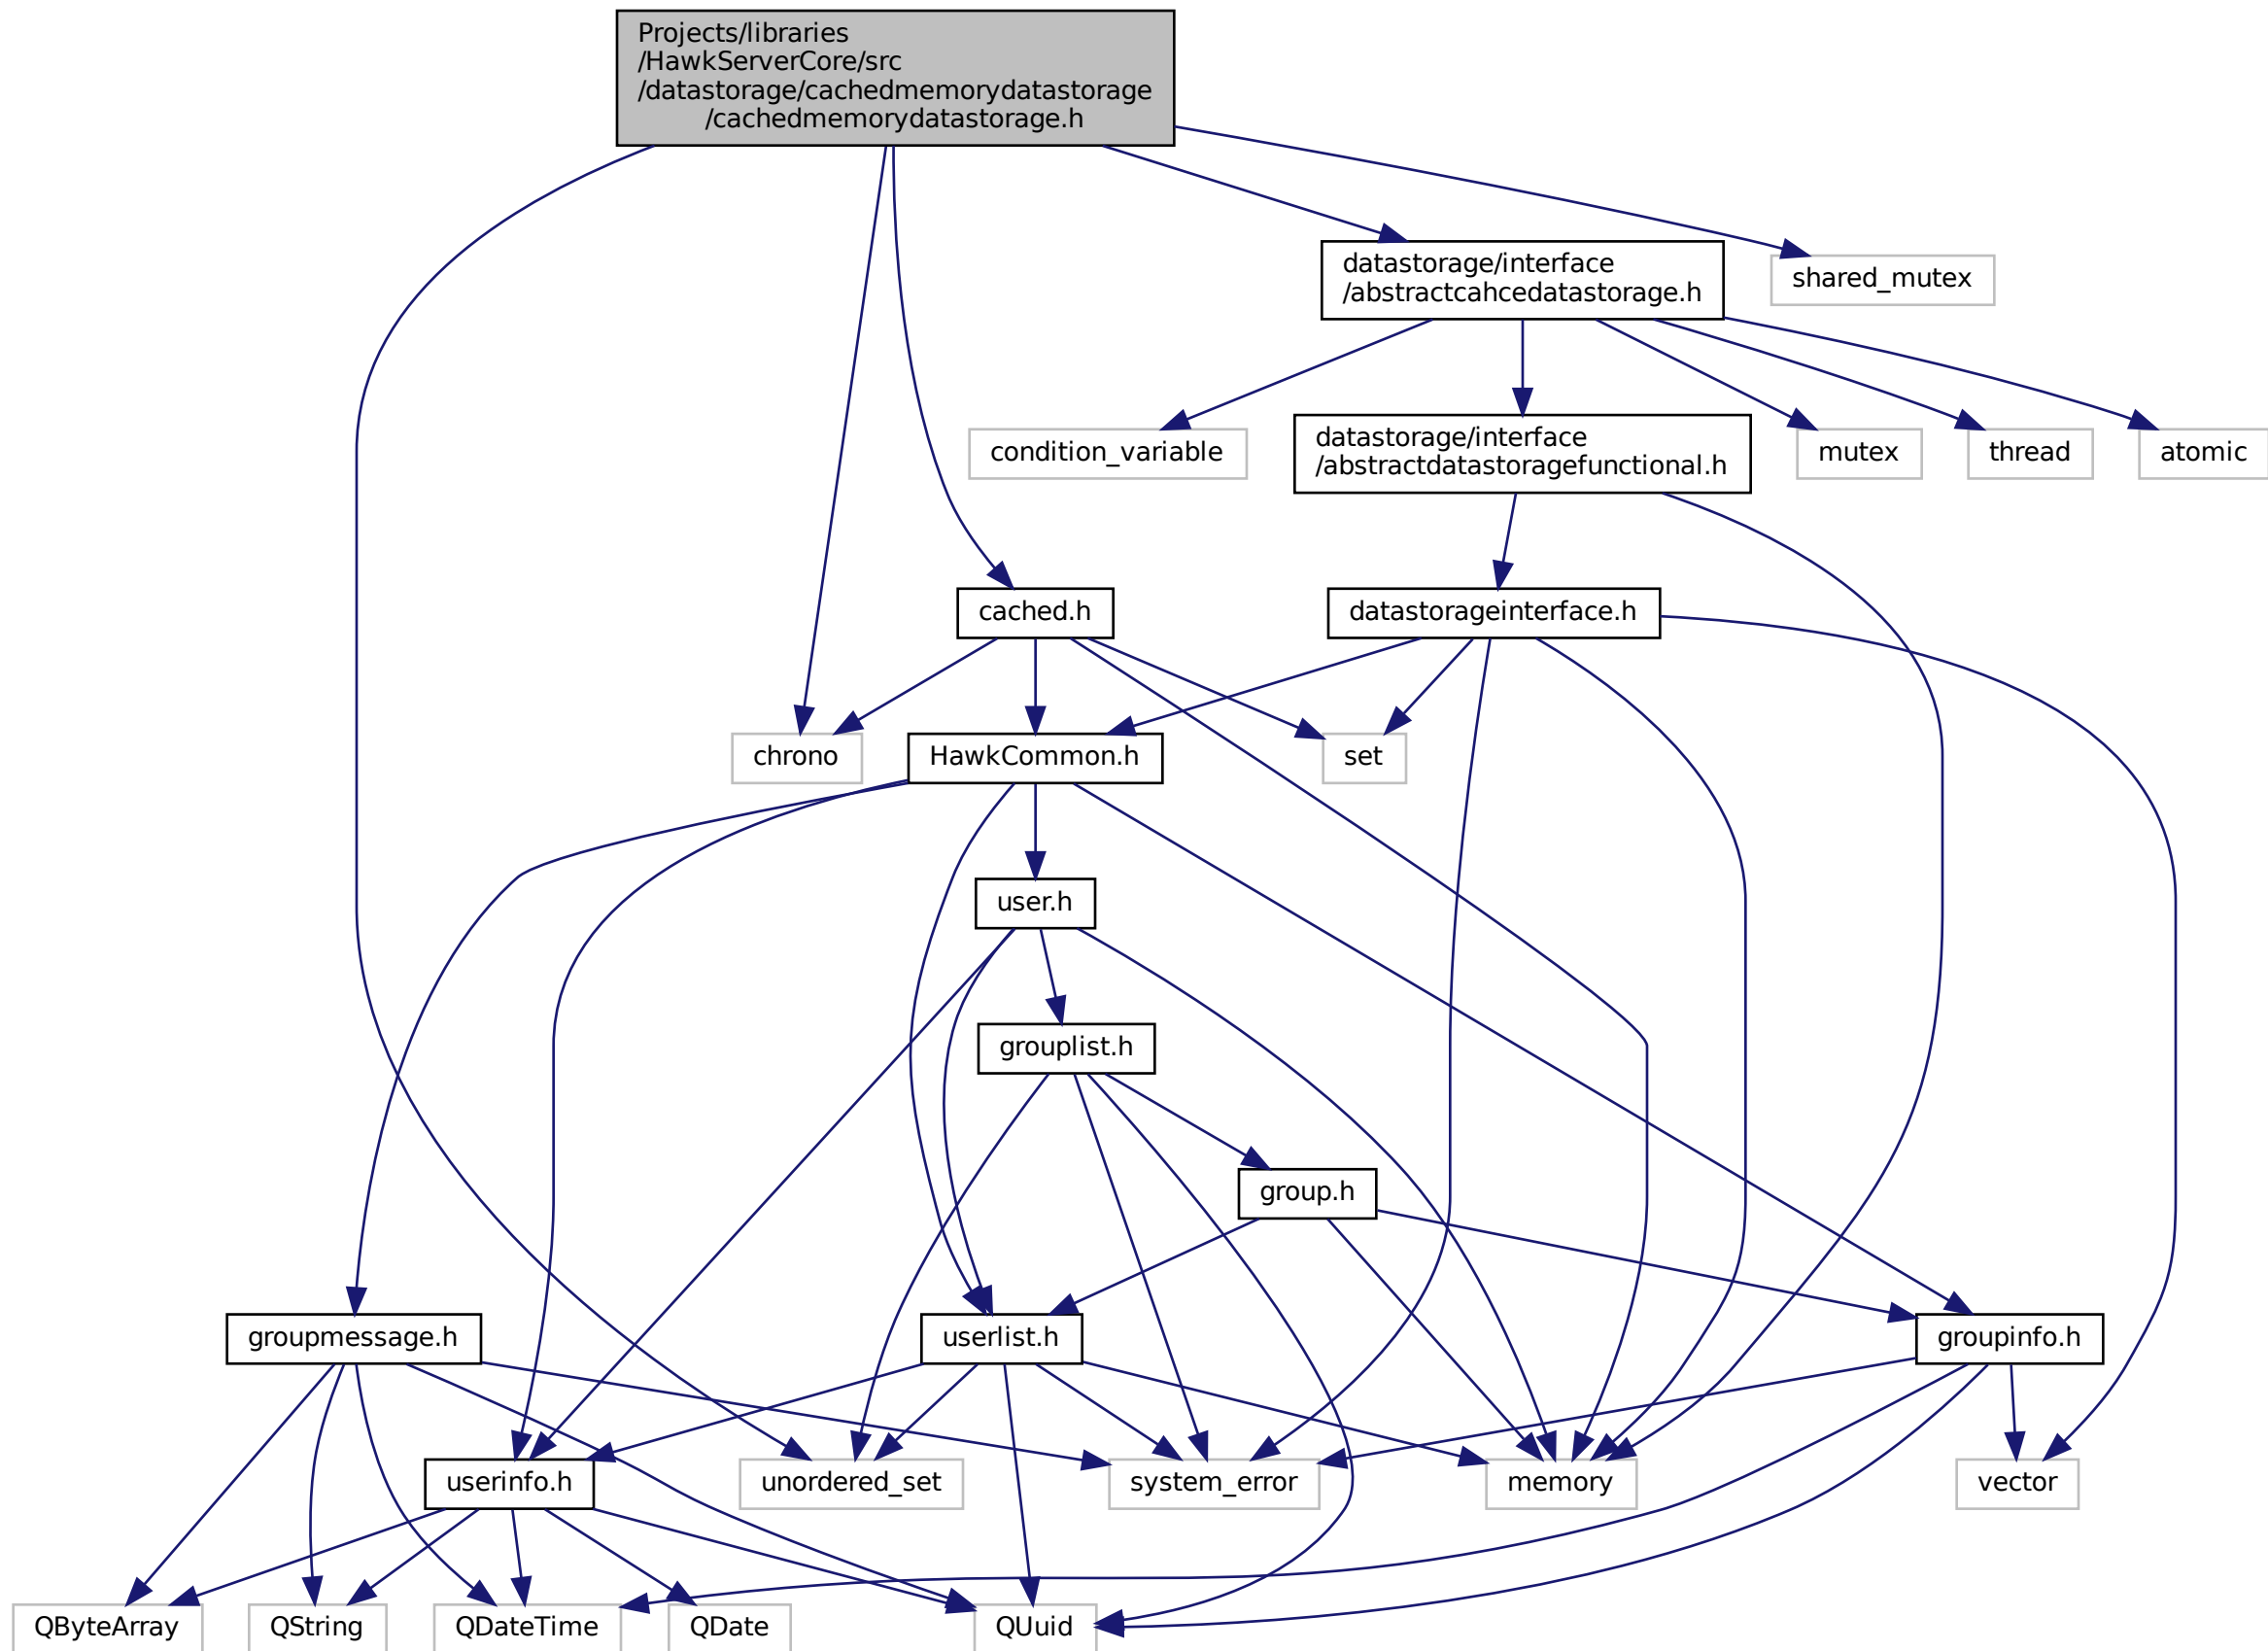 Projects/libraries
/HawkServerCore/src
/datastorage/cachedmemorydatastorage
/cachedmemorydatastorage.h
datastorage/interface
/abstractcahcedatastorage.h
shared_mutex
condition_variable
datastorage/interface
/abstractdatastoragefunctional.h
mutex
thread
atomic
cached.h
datastorageinterface.h
chrono
HawkCommon.h
set
user.h
grouplist.h
group.h
groupmessage.h
userlist.h
groupinfo.h
userinfo.h
unordered_set
system_error
memory
vector
QByteArray
QString
QDateTime
QDate
QUuid